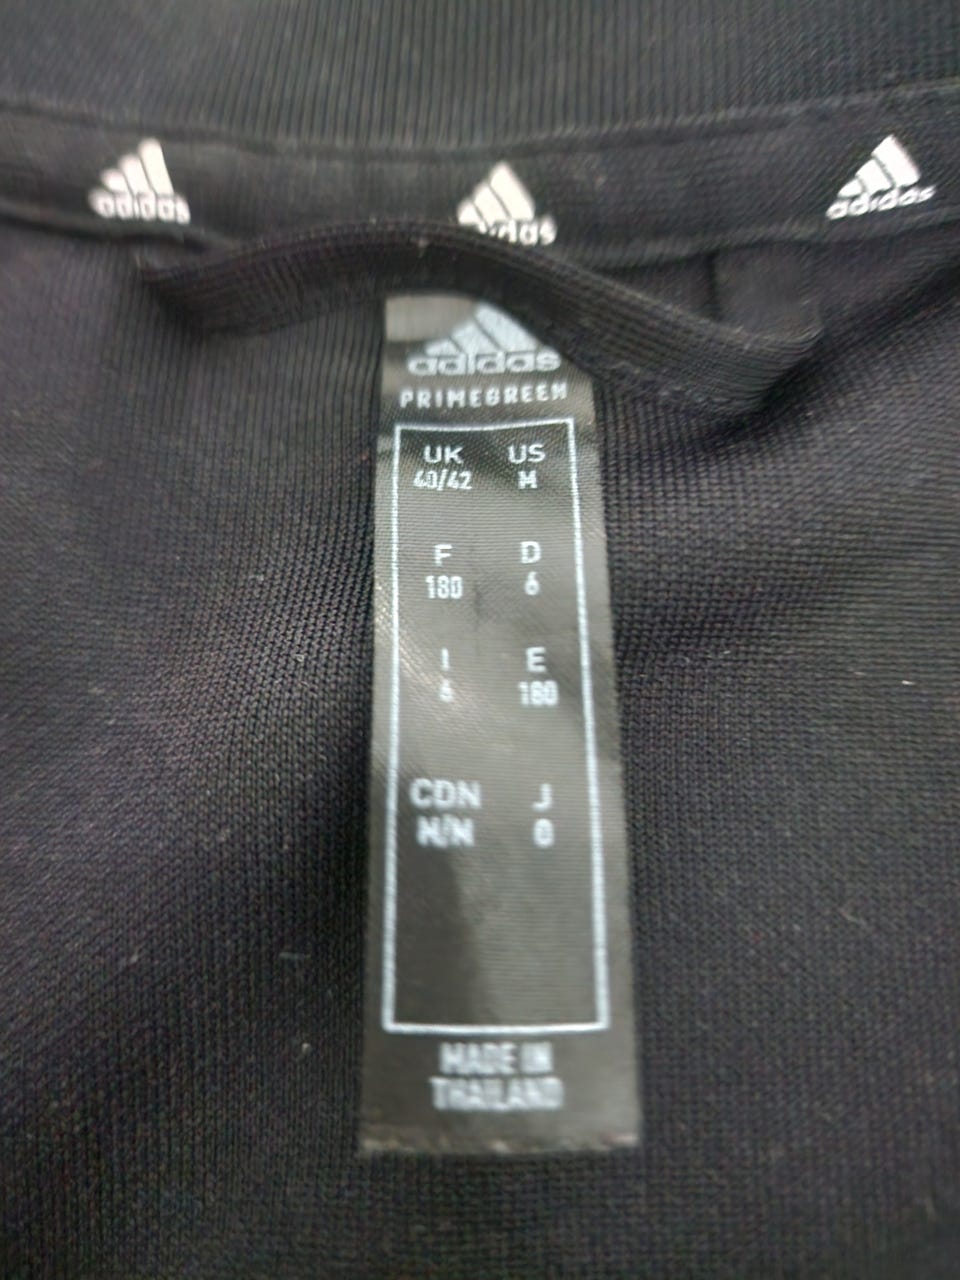 adidas
adidas
adidas
adidas
PRIMEGREEN
UK US
40/42 M
F D
180 6
I E
6 180
CDN J
M/M O
MADE IN
THAILAND